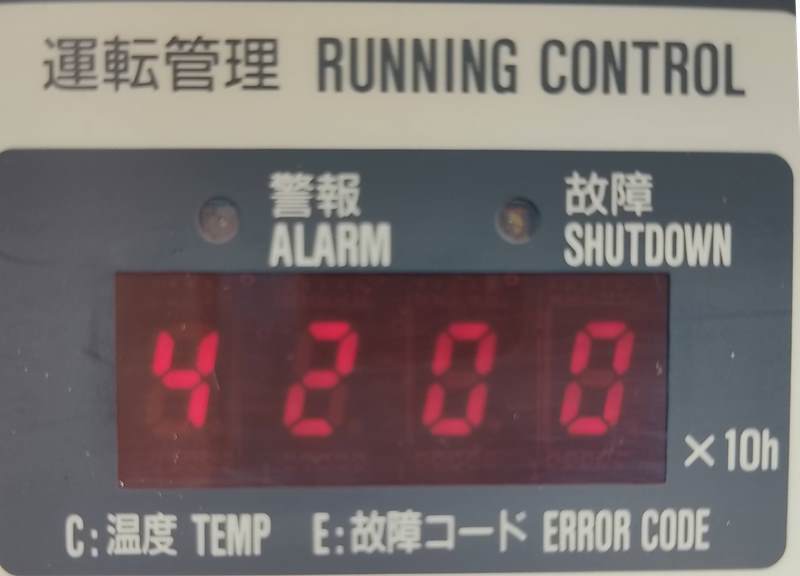 運転管理 RUNNING CONTROL
警報 故障
ALARM SHUTDOWN
4200
×10h
C:温度 TEMP E:故障コード ERROR CODE